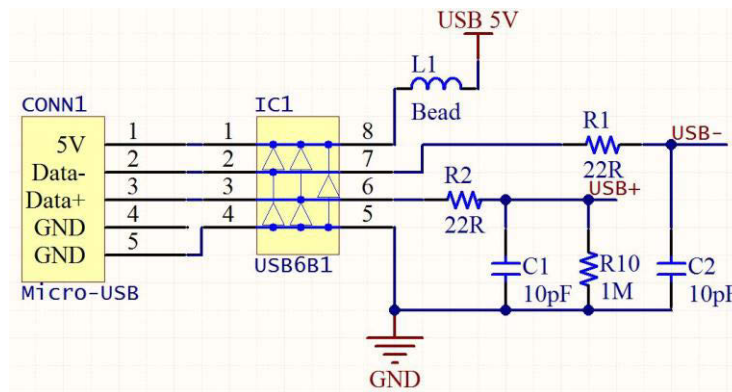 USB 5V
L1
Bead
CONN1
IC1
5V 1 1 8
Data- 2 2 7
Data+ 3 3 6
GND 4 4 5
GND 5
Micro-USB
USB6B1
R1
22R
USB-
R2
22R
USB+
C1
10pF
R10
1M
C2
10pF
GND